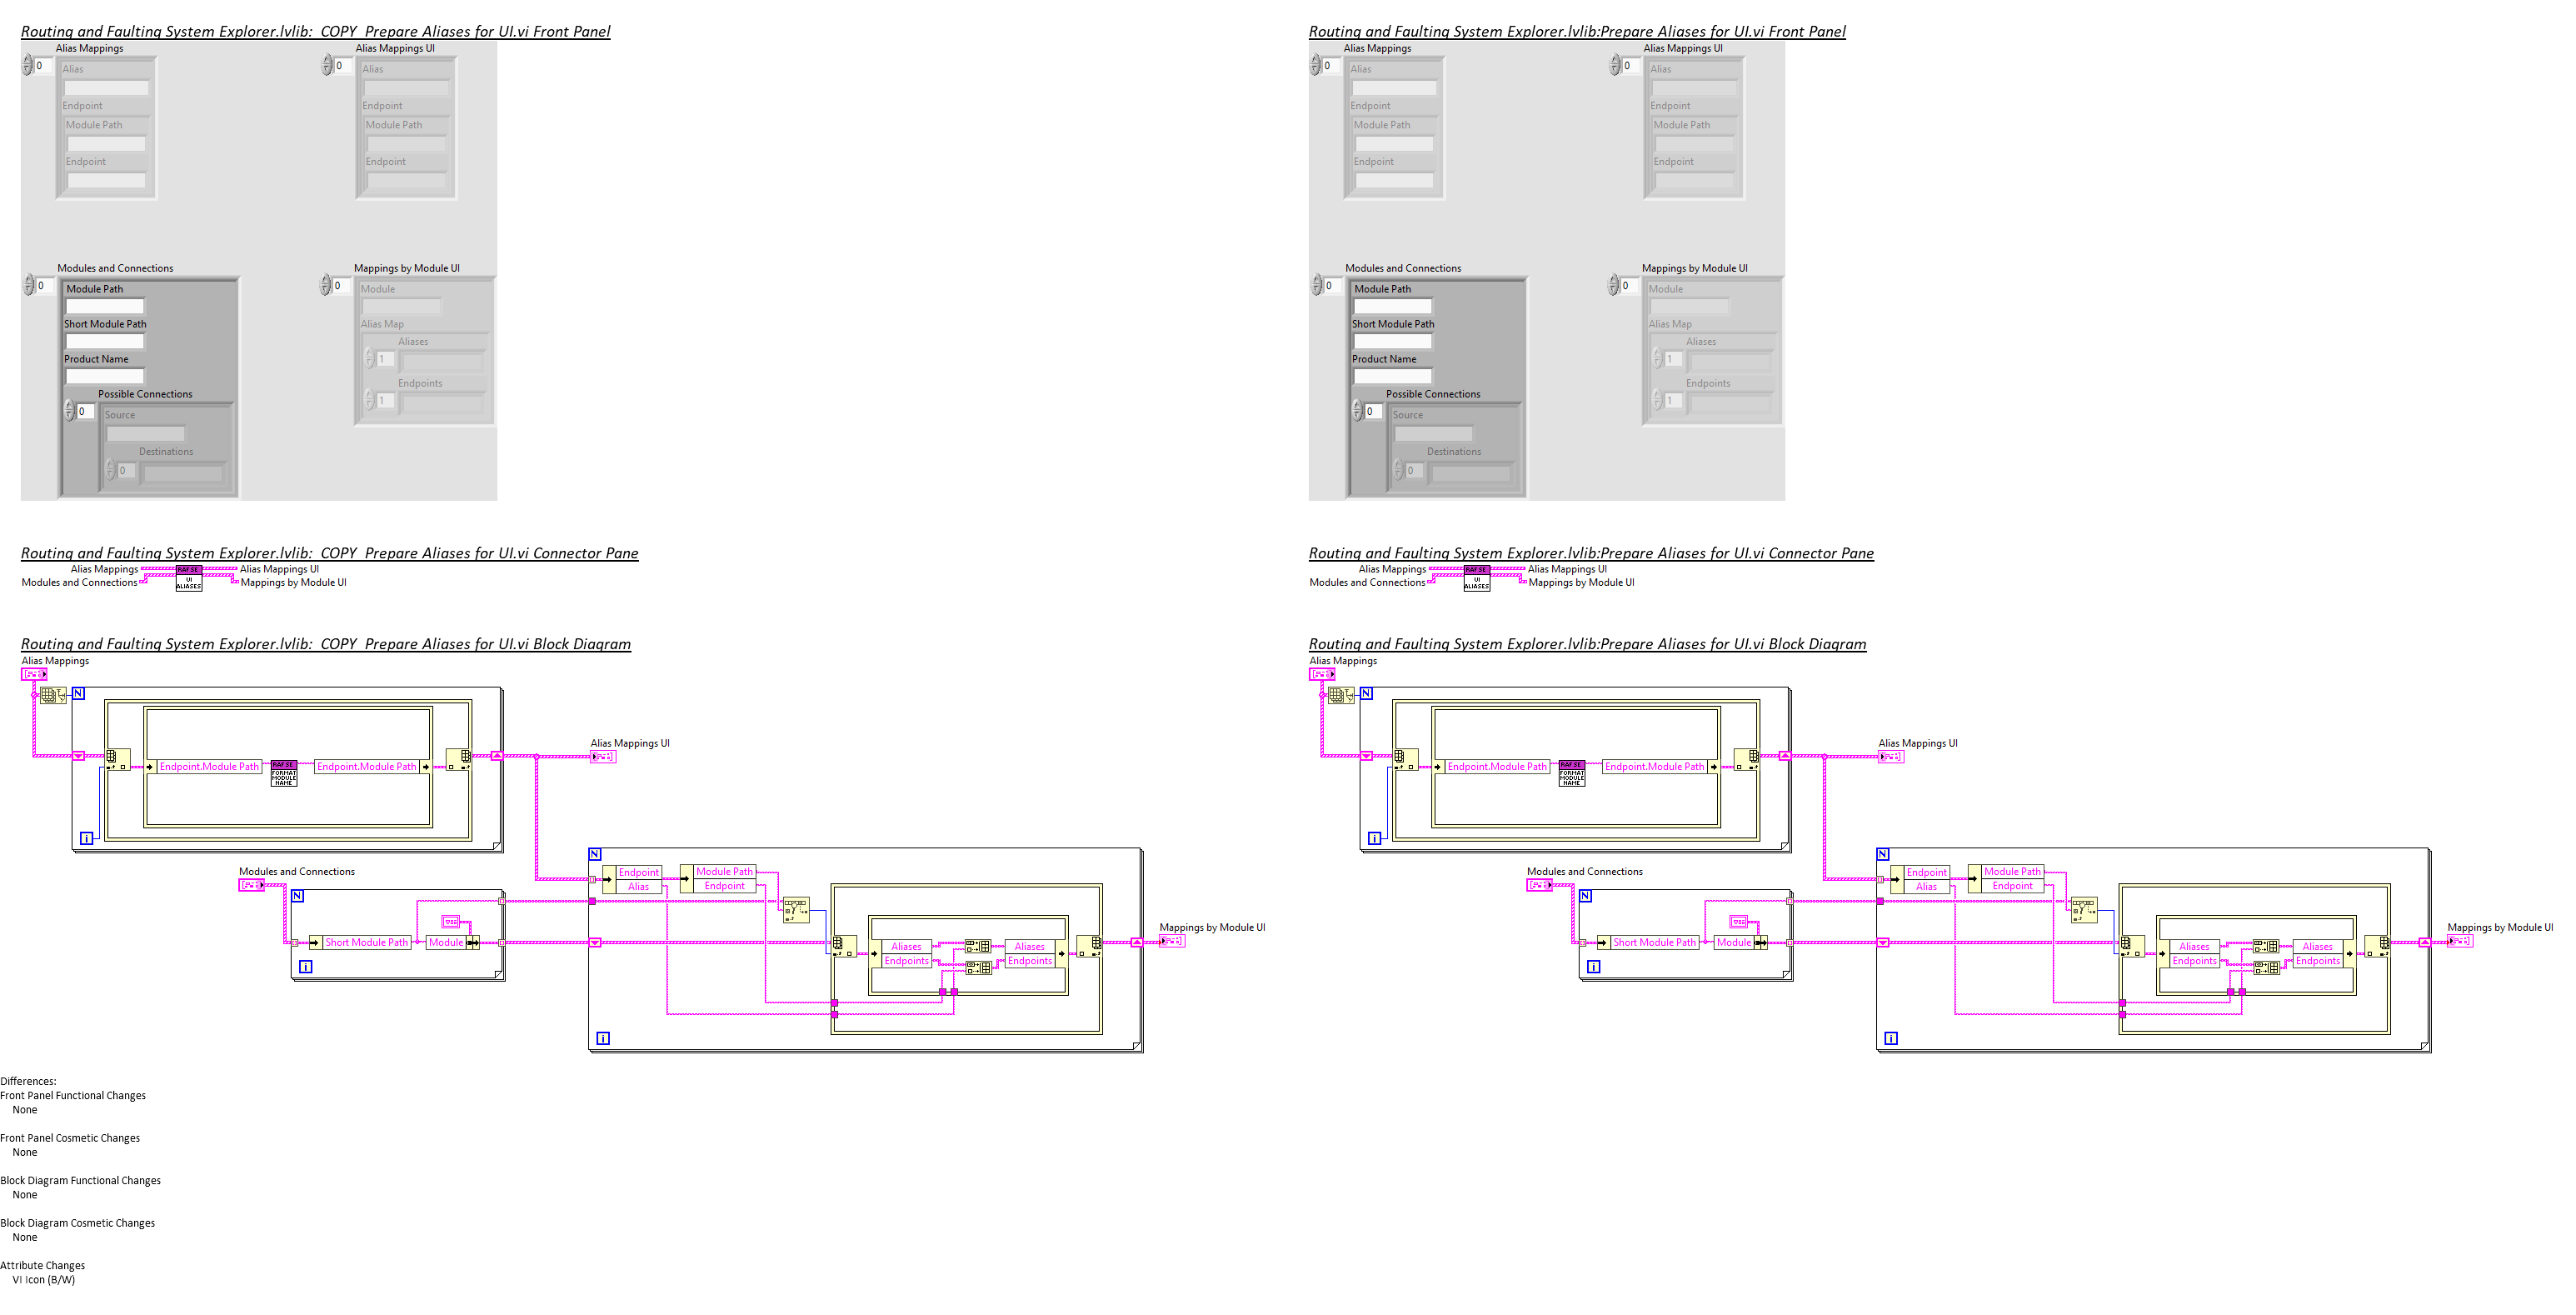 Routing and Faulting System Explorer.lvlib:  COPY  Prepare Aliases for UI.vi Front Panel
Alias Mappings
0
Alias
Endpoint
Module Path
Endpoint
Alias Mappings UI
0
Alias
Endpoint
Module Path
Endpoint
Modules and Connections
0
Module Path
Short Module Path
Product Name
Possible Connections
0
Source
Destinations
0
Mappings by Module UI
0
Module
Alias Map
Aliases
1
Endpoints
1
Routing and Faulting System Explorer.lvlib:Prepare Aliases for UI.vi Front Panel
Alias Mappings
0
Alias
Endpoint
Module Path
Endpoint
Alias Mappings UI
0
Alias
Endpoint
Module Path
Endpoint
Modules and Connections
0
Module Path
Short Module Path
Product Name
Possible Connections
0
Source
Destinations
0
Mappings by Module UI
0
Module
Alias Map
Aliases
1
Endpoints
1
Routing and Faulting System Explorer.lvlib:  COPY  Prepare Aliases for UI.vi Connector Pane
Alias Mappings
Modules and Connections
RAF SE
UI
ALIASES
Alias Mappings UI
Mappings by Module UI
Routing and Faulting System Explorer.lvlib:Prepare Aliases for UI.vi Connector Pane
Alias Mappings
Modules and Connections
RAF SE
UI
ALIASES
Alias Mappings UI
Mappings by Module UI
Routing and Faulting System Explorer.lvlib:  COPY  Prepare Aliases for UI.vi Block Diagram
Alias Mappings
N
Endpoint.Module Path
RAF SE
FORMAT
MODULE
NAME
Endpoint.Module Path
i
Alias Mappings UI
Modules and Connections
N
Short Module Path
Module
i
N
Endpoint
Alias
Module Path
Endpoint
Aliases
Endpoints
Aliases
Endpoints
i
Mappings by Module UI
Routing and Faulting System Explorer.lvlib:Prepare Aliases for UI.vi Block Diagram
Alias Mappings
N
Endpoint.Module Path
RAF SE
FORMAT
MODULE
NAME
Endpoint.Module Path
i
Alias Mappings UI
Modules and Connections
N
Short Module Path
Module
i
N
Endpoint
Alias
Module Path
Endpoint
Aliases
Endpoints
Aliases
Endpoints
i
Mappings by Module UI
Differences:
Front Panel Functional Changes
None
Front Panel Cosmetic Changes
None
Block Diagram Functional Changes
None
Block Diagram Cosmetic Changes
None
Attribute Changes
VI Icon (B/W)